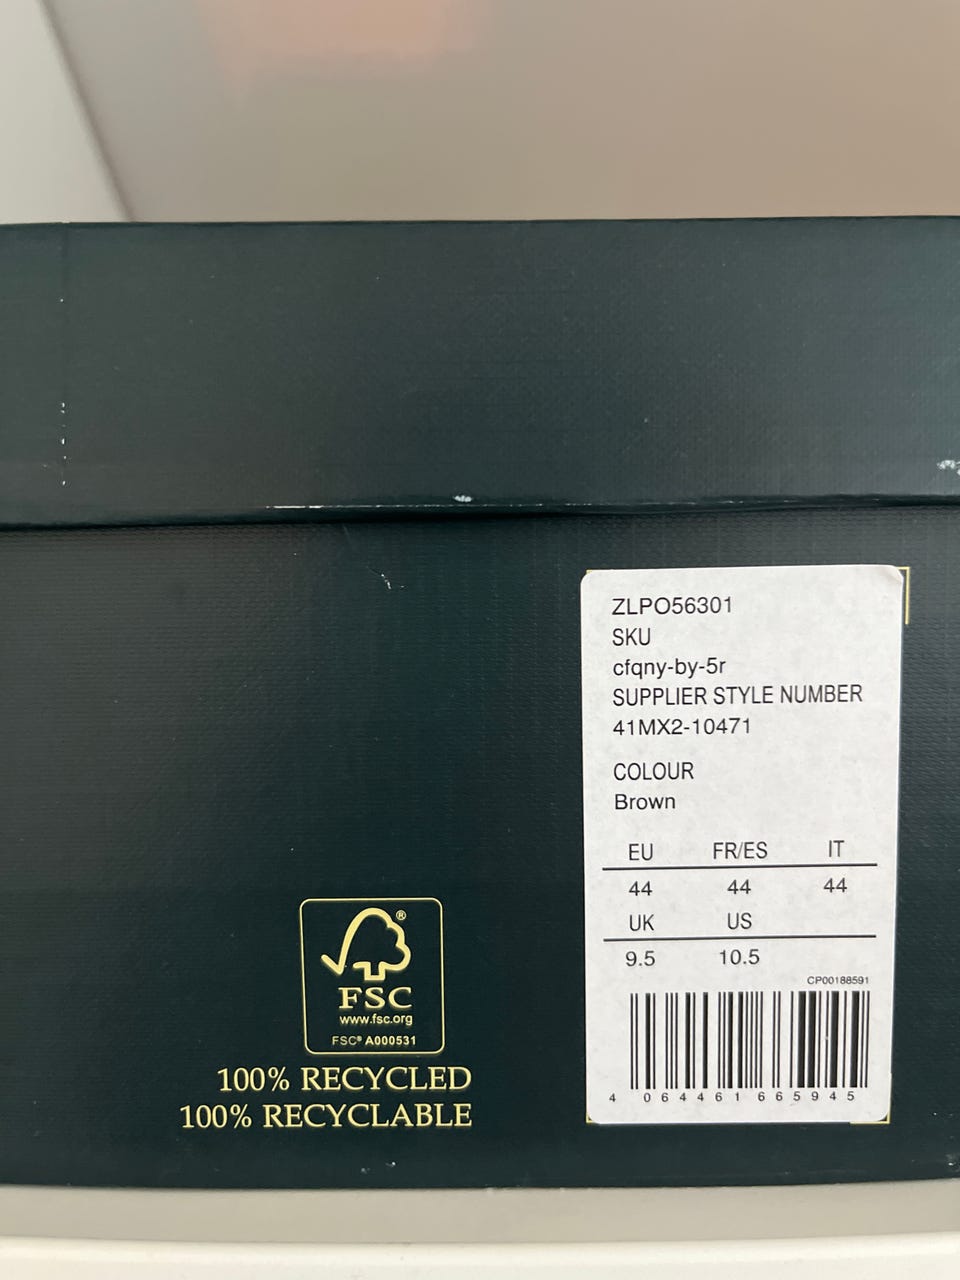 ZLPO56301
SKU
cfqny-by-5r
SUPPLIER STYLE NUMBER
41MX2-10471
COLOUR
Brown
EU FR/ES IT
44 44 44
UK US
9.5 10.5
CP00188591
4 064461 665945
®
FSC
www.fsc.org
FSC® A000531
100% RECYCLED
100% RECYCLABLE